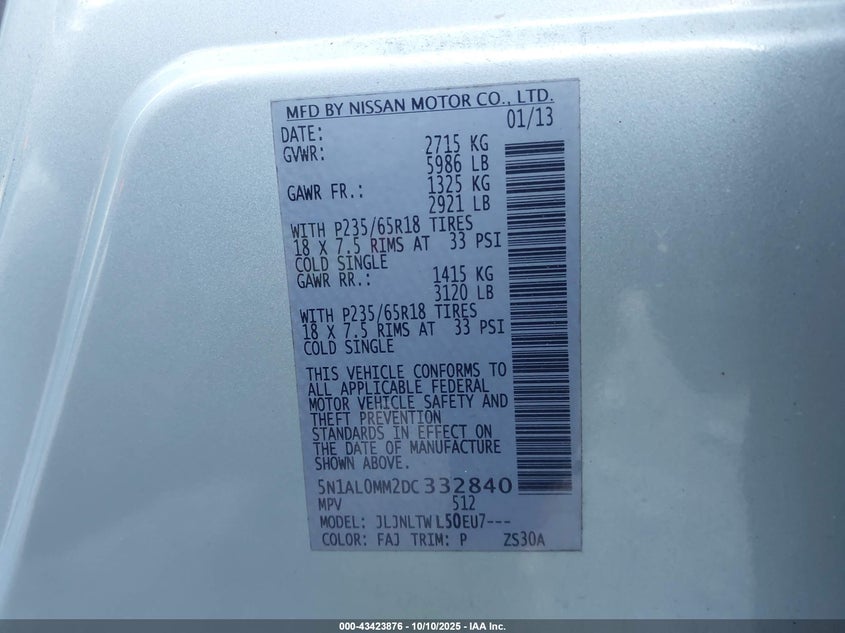 MFD BY NISSAN MOTOR CO., LTD.
DATE: 01/13
GVWR: 2715 KG
5986 LB
GAWR FR.: 1325 KG
2921 LB
WITH P235/65R18 TIRES
18 X 7.5 RIMS AT 33 PSI
COLD SINGLE
GAWR RR.: 1415 KG
3120 LB
WITH P235/65R18 TIRES
18 X 7.5 RIMS AT 33 PSI
COLD SINGLE
THIS VEHICLE CONFORMS TO
ALL APPLICABLE FEDERAL
MOTOR VEHICLE SAFETY AND
THEFT PREVENTION
STANDARDS IN EFFECT ON
THE DATE OF MANUFACTURE
SHOWN ABOVE.
5N1AL0MM2DC332840
MPV 512
MODEL: JLJNLTWL50EU7---
COLOR: FAJ TRIM: P ZS30A
000-43423876 - 10/10/2025 - IAA Inc.